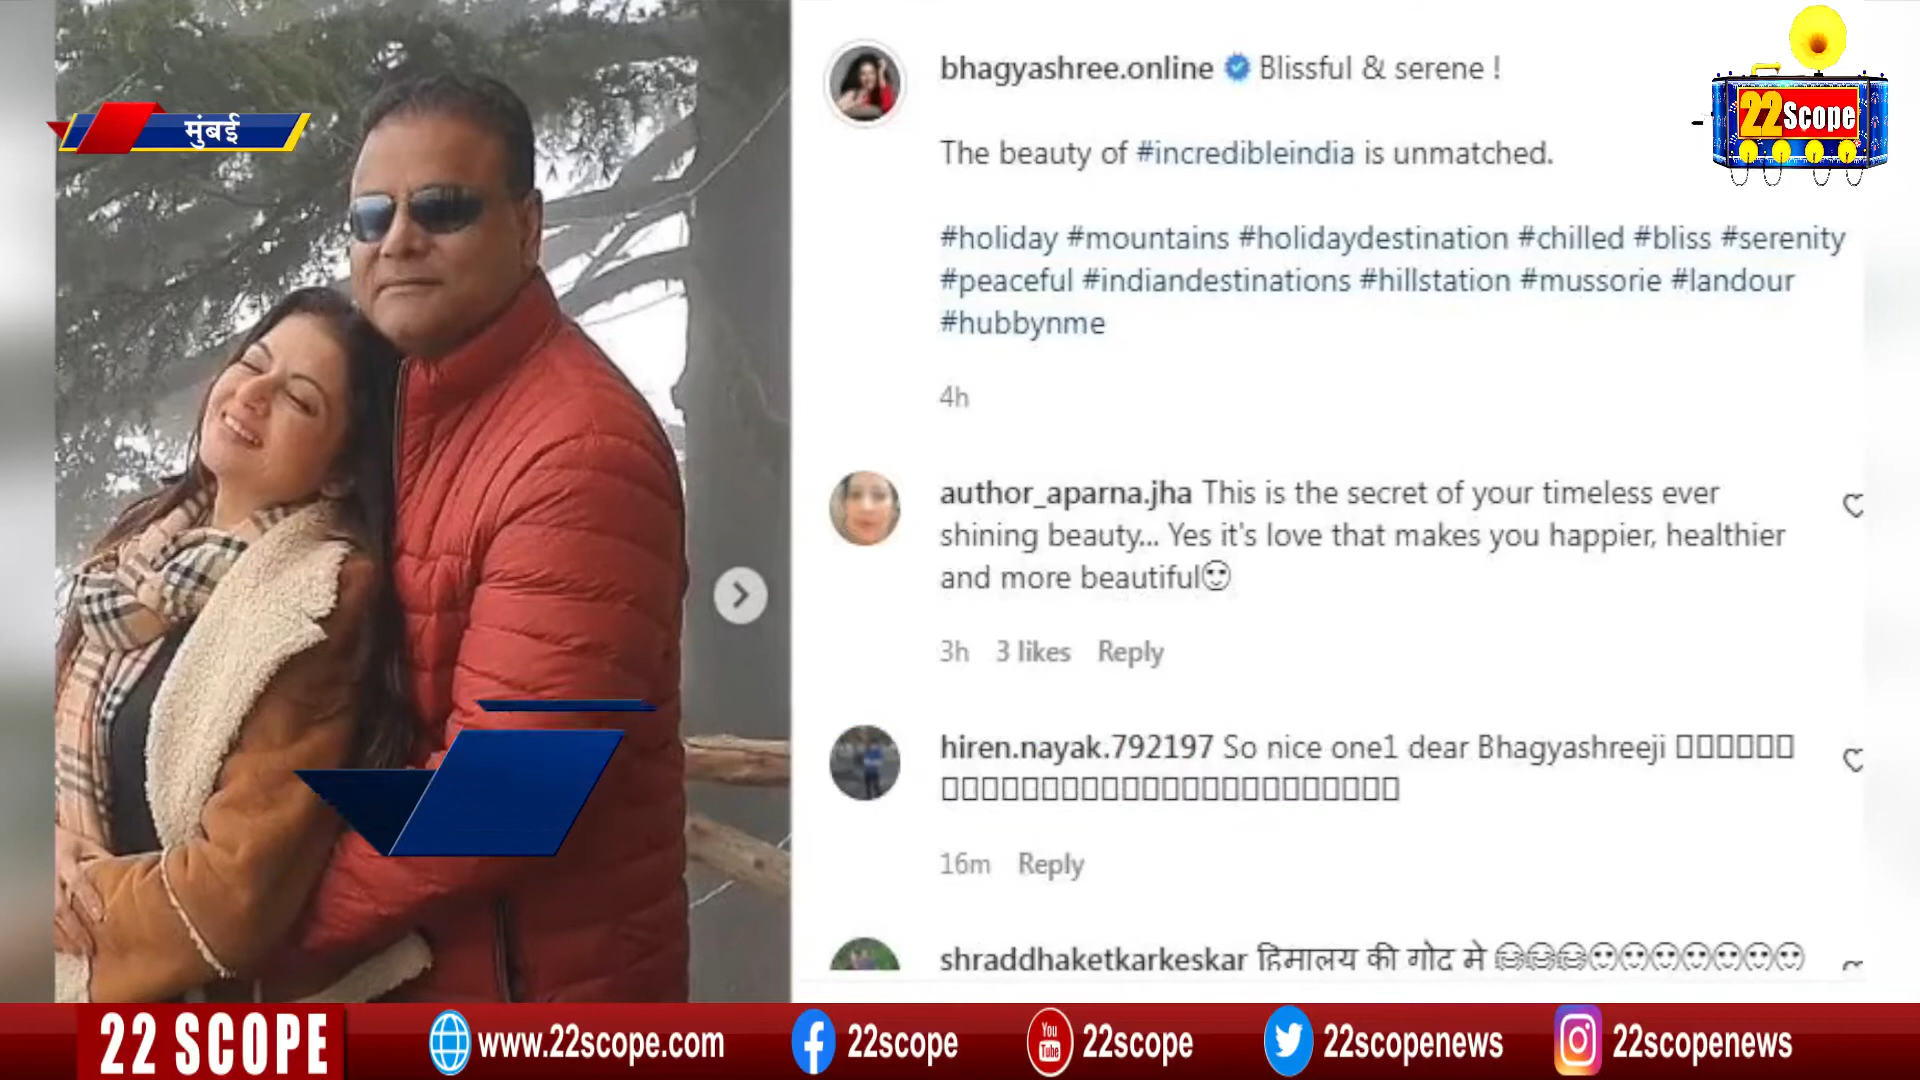 मुंबई
bhagyashree.online Blissful & serene !
22Scope
The beauty of #incredibleindia is unmatched.
#holiday #mountains #holidaydestination #chilled #bliss #serenity
#peaceful #indiandestinations #hillstation #mussorie #landour
#hubbynme
4h
author_aparna.jha This is the secret of your timeless ever
shining beauty... Yes it's love that makes you happier, healthier
and more beautiful
3h 3 likes Reply
hiren.nayak.792197 So nice one1 dear Bhagyashreeji
16m Reply
shraddhaketkarkeskar हिमालय की गोद मे
22 SCOPE www.22scope.com 22scope You Tube 22scope 22scopenews 22scopenews